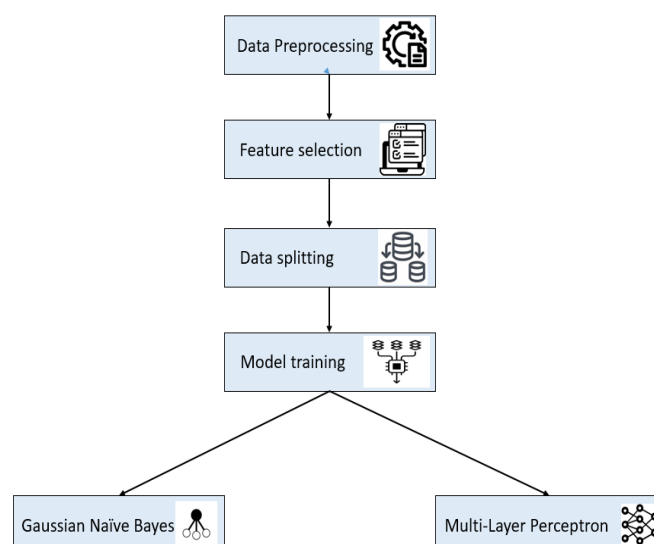 Data Preprocessing
Feature selection
Data splitting
Model training
Gaussian Naïve Bayes
Multi-Layer Perceptron